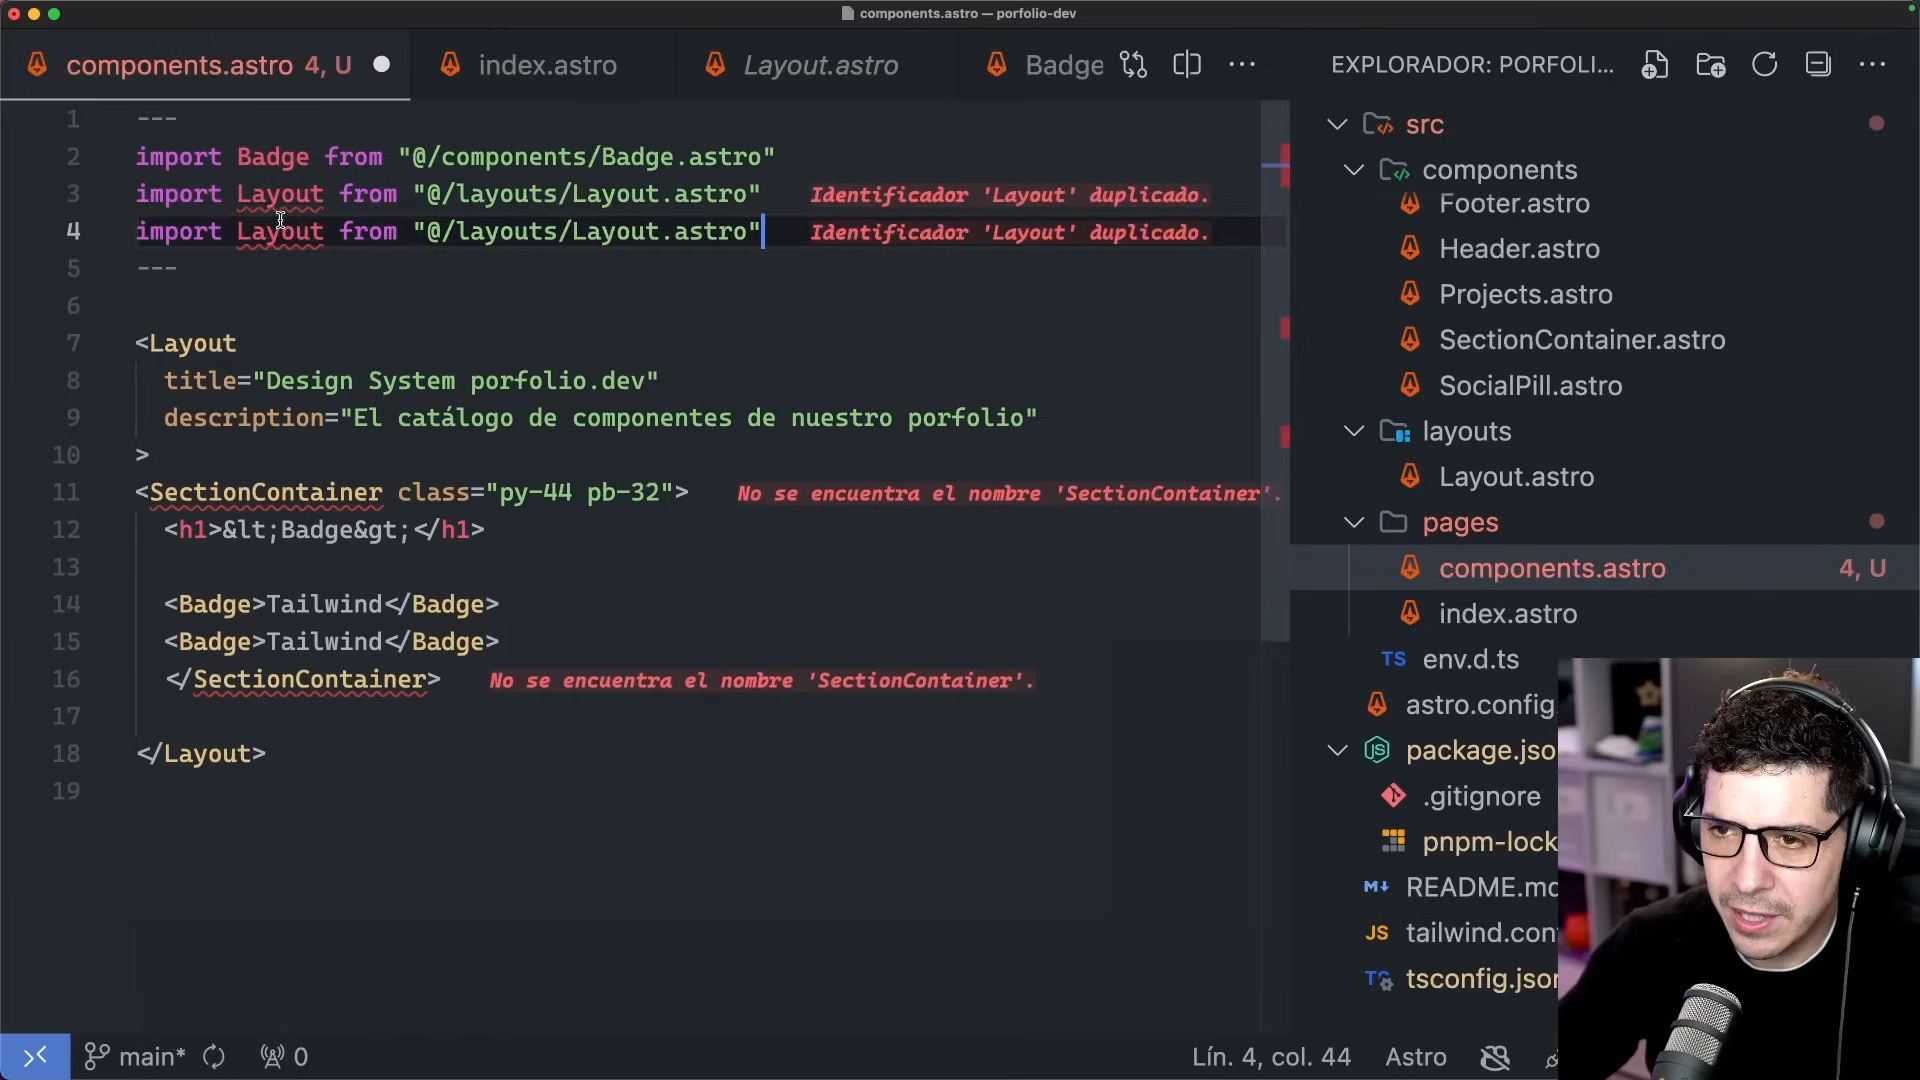 components.astro — porfolio-dev
components.astro 4, U
index.astro
Layout.astro
Badge
EXPLORADOR: PORFOLI...
1 ---
2 import Badge from "@/components/Badge.astro"
3 import Layout from "@/layouts/Layout.astro" Identificador 'Layout' duplicado.
4 import Layout from "@/layouts/Layout.astro" Identificador 'Layout' duplicado.
5 ---
6
7 <Layout
8 title="Design System porfolio.dev"
9 description="El catálogo de componentes de nuestro porfolio"
10 >
11 <SectionContainer class="py-44 pb-32"> No se encuentra el nombre 'SectionContainer'.
12 <h1>&lt;Badge&gt;</h1>
13
14 <Badge>Tailwind</Badge>
15 <Badge>Tailwind</Badge>
16 </SectionContainer> No se encuentra el nombre 'SectionContainer'.
17
18 </Layout>
19
src
components
Footer.astro
Header.astro
Projects.astro
SectionContainer.astro
SocialPill.astro
layouts
Layout.astro
pages
components.astro 4, U
index.astro
TS env.d.ts
astro.config.
JS package.jso
.gitignore
pnpm-lock
M README.mo
JS tailwind.con
TS tsconfig.json
main* 0
Lín. 4, col. 44 Astro